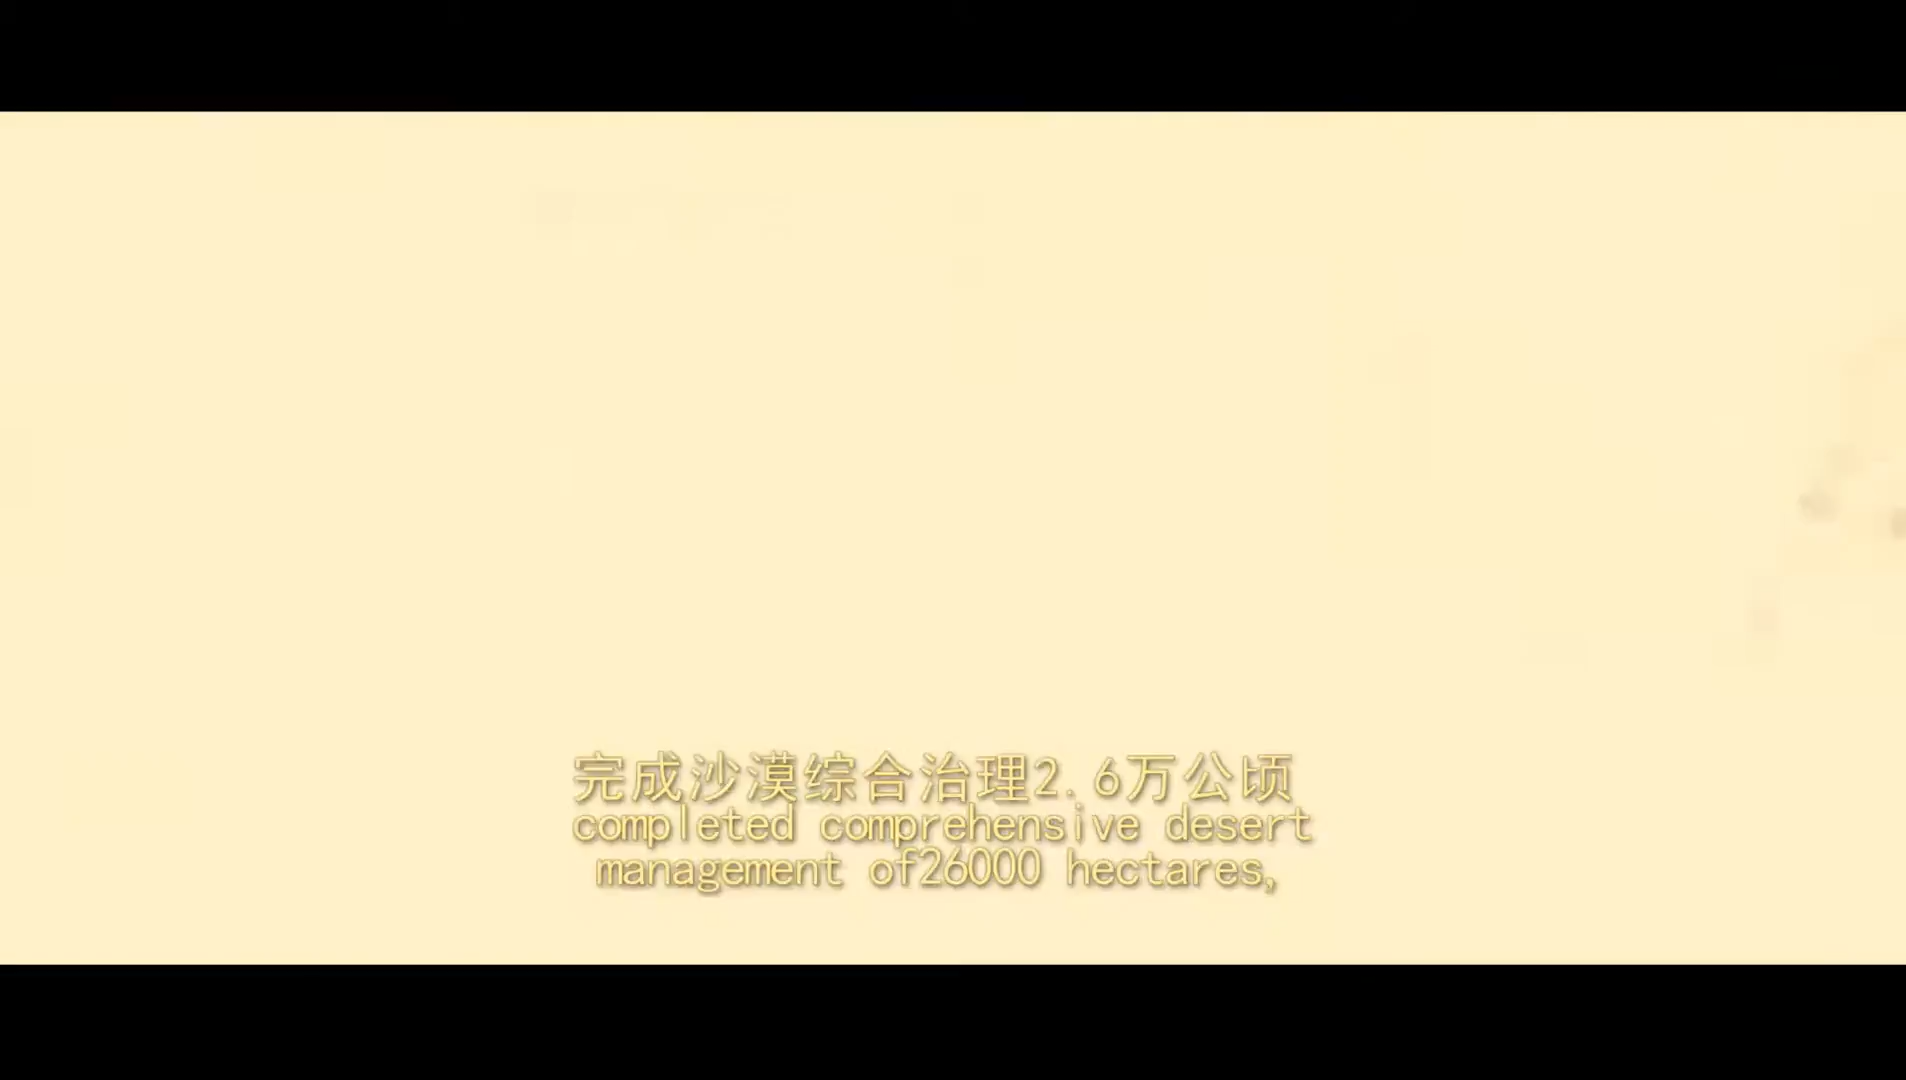 完成沙漠综合治理2.6万公顷
completed comprehensive desert
management of26000 hectares,